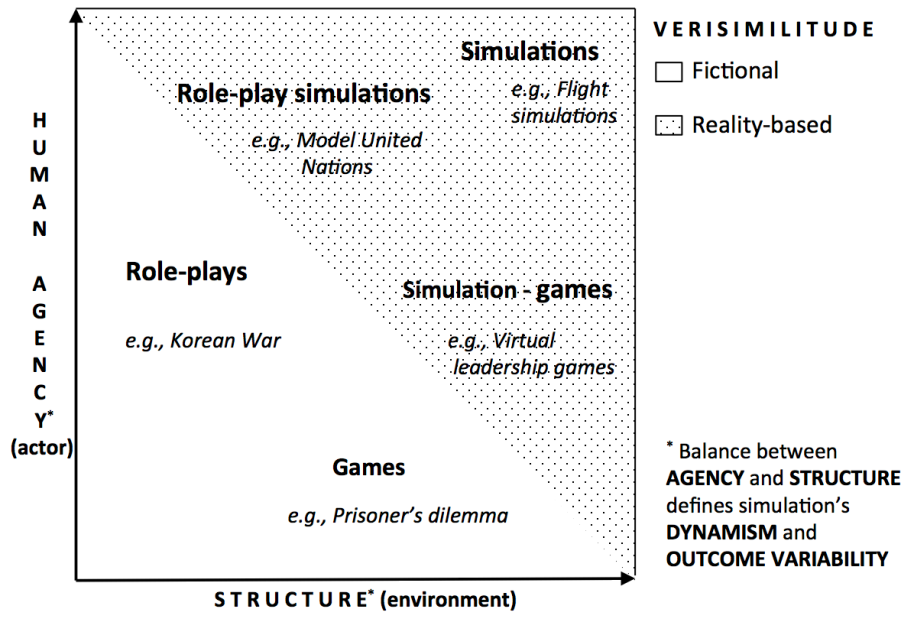 VERISIMILITUDE
Fictional
Reality-based
HUMAN AGENCY*
(actor)
Simulations
e.g., Flight
simulations
Role-play simulations
e.g., Model United
Nations
Role-plays
e.g., Korean War
Simulation - games
e.g., Virtual
leadership games
Games
e.g., Prisoner's dilemma
* Balance between
AGENCY and STRUCTURE
defines simulation's
DYNAMISM and
OUTCOME VARIABILITY
STRUCTURE* (environment)